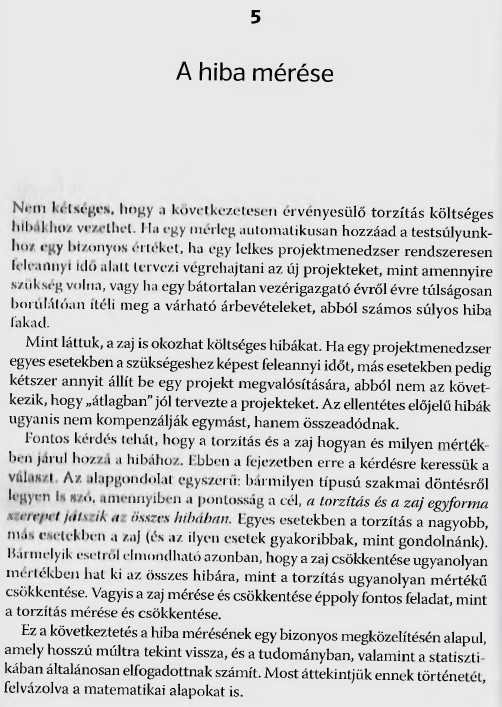 5
A hiba mérése
Nem kétséges, hogy a következetesen érvényesülő torzítás költséges
hibákhoz vezethet. Ha egy mérleg automatikusan hozzáad a testsúlyunk-
hoz egy bizonyos értéket, ha egy lelkes projektmenedzser rendszeresen
feleannyi idő alatt tervezi végrehajtani az új projekteket, mint amennyire
szükség volna, vagy ha egy bátortalan vezérigazgató évről évre túlságosan
borúlátóan ítéli meg a várható árbevételeket, abból számos súlyos hiba
fakad.
Mint láttuk, a zaj is okozhat költséges hibákat. Ha egy projektmenedzser
egyes esetekben a szükségeshez képest feleannyi időt, más esetekben pedig
kétszer annyit állít be egy projekt megvalósítására, abból nem az követ-
kezik, hogy „átlagban” jól tervezte a projekteket. Az ellentétes előjelű hibák
ugyanis nem kompenzálják egymást, hanem összeadódnak.
Fontos kérdés tehát, hogy a torzítás és a zaj hogyan és milyen mérték-
ben járul hozzá a hibához. Ebben a fejezetben erre a kérdésre keressük a
választ. Az alapgondolat egyszerű: bármilyen típusú szakmai döntésről
legyen is szó, amennyiben a pontosság a cél, a torzítás és a zaj egyforma
szerepet játszik az összes hibában. Egyes esetekben a torzítás a nagyobb,
más esetekben a zaj (és az ilyen esetek gyakoribbak, mint gondolnánk).
Bármelyik esetről elmondható azonban, hogy a zaj csökkentése ugyanolyan
mértékben hat ki az összes hibára, mint a torzítás ugyanolyan mértékű
csökkentése. Vagyis a zaj mérése és csökkentése éppoly fontos feladat, mint
a torzítás mérése és csökkentése.
Ez a következtetés a hiba mérésének egy bizonyos megközelítésén alapul,
amely hosszú múltra tekint vissza, és a tudományban, valamint a statiszti-
kában általánosan elfogadottnak számít. Most áttekintjük ennek történetét,
felvázolva a matematikai alapokat is.